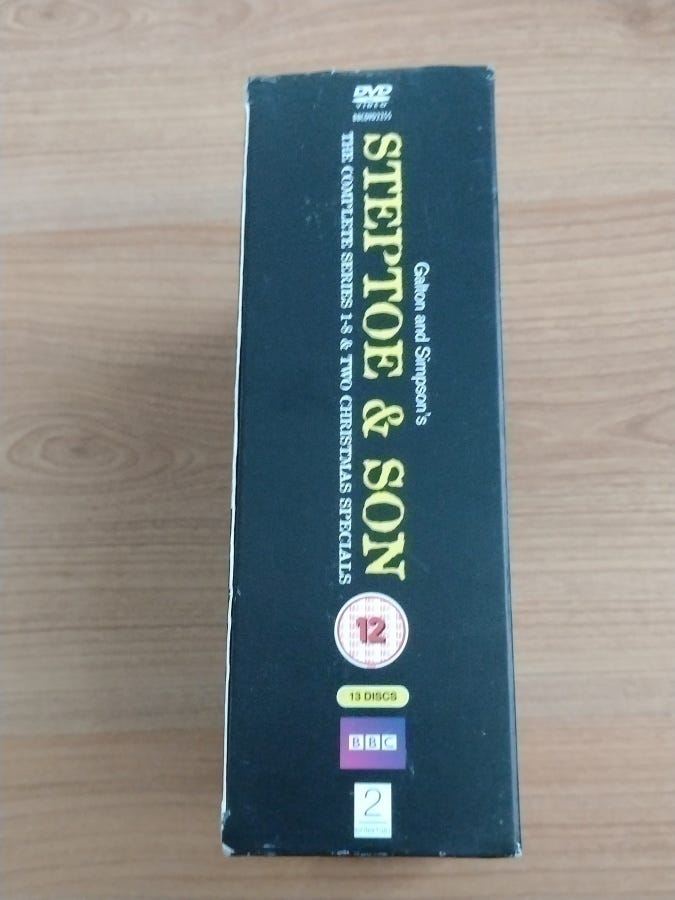 DVD
VIDEO
BBCDVD3255
Galton and Simpson's
STEPTOE & SON
THE COMPLETE SERIES 1-8 & TWO CHRISTMAS SPECIALS
12
13 DISCS
BBC
2